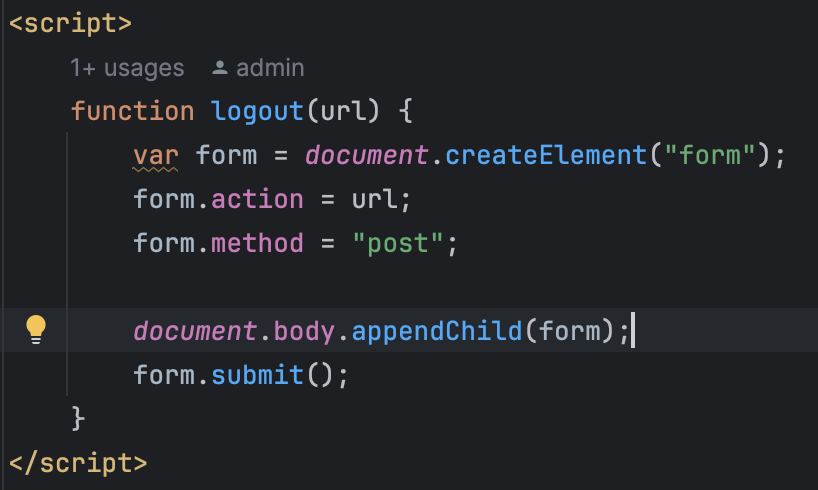 <script>
1+ usages admin
function logout(url) {
var form = document.createElement("form");
form.action = url;
form.method = "post";
document.body.appendChild(form);
form.submit();
}
</script>